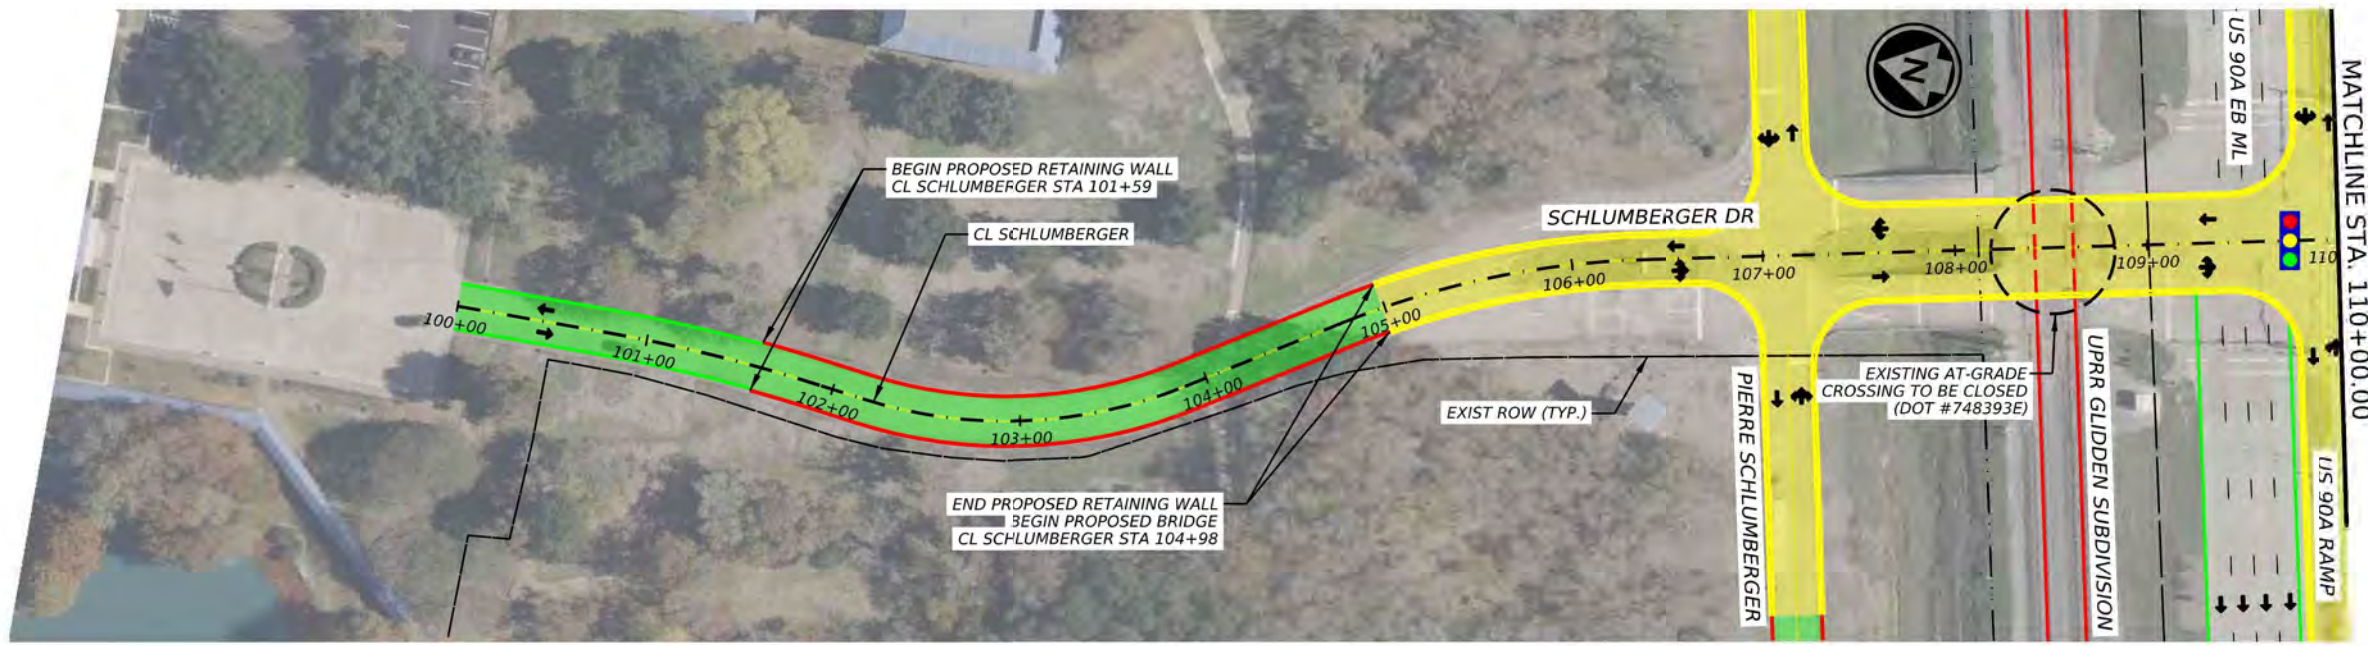 BEGIN PROPOSED RETAINING WALL
CL SCHLUMBERGER STA 101+59
CL SCHLUMBERGER
100+00
101+00
102+00
103+00
104+00
105+00
106+00
107+00
108+00
109+00
110
END PROPOSED RETAINING WALL
BEGIN PROPOSED BRIDGE
CL SCHLUMBERGER STA 104+98
SCHLUMBERGER DR
EXIST ROW (TYP.)
EXISTING AT-GRADE
CROSSING TO BE CLOSED
(DOT #748393E)
PIERRE SCHLUMBERGER
UPRR GLIDDEN SUBDIVISION
N
US 90A EB ML
US 90A RAMP
MATCHLINE STA. 110+00.00